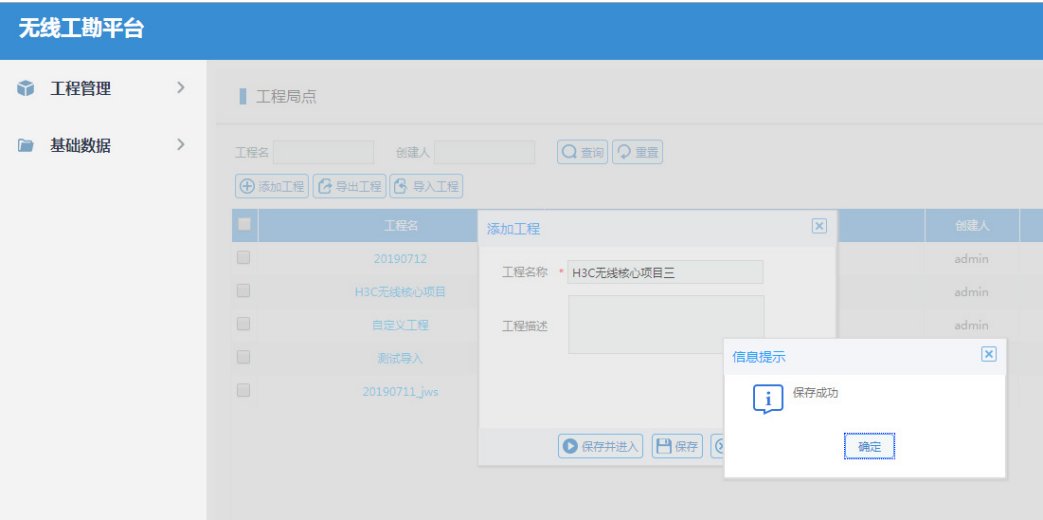 无线工勘平台
工程管理
基础数据
工程局点
工程名 创建人 查询 重置
添加工程 导出工程 导入工程
工程名 创建人
20190712 admin
H3C无线核心项目 admin
自定义工程 admin
测试导入
20190711_jws
添加工程
工程名称 * H3C无线核心项目三
工程描述
保存并进入 保存
信息提示
保存成功
确定